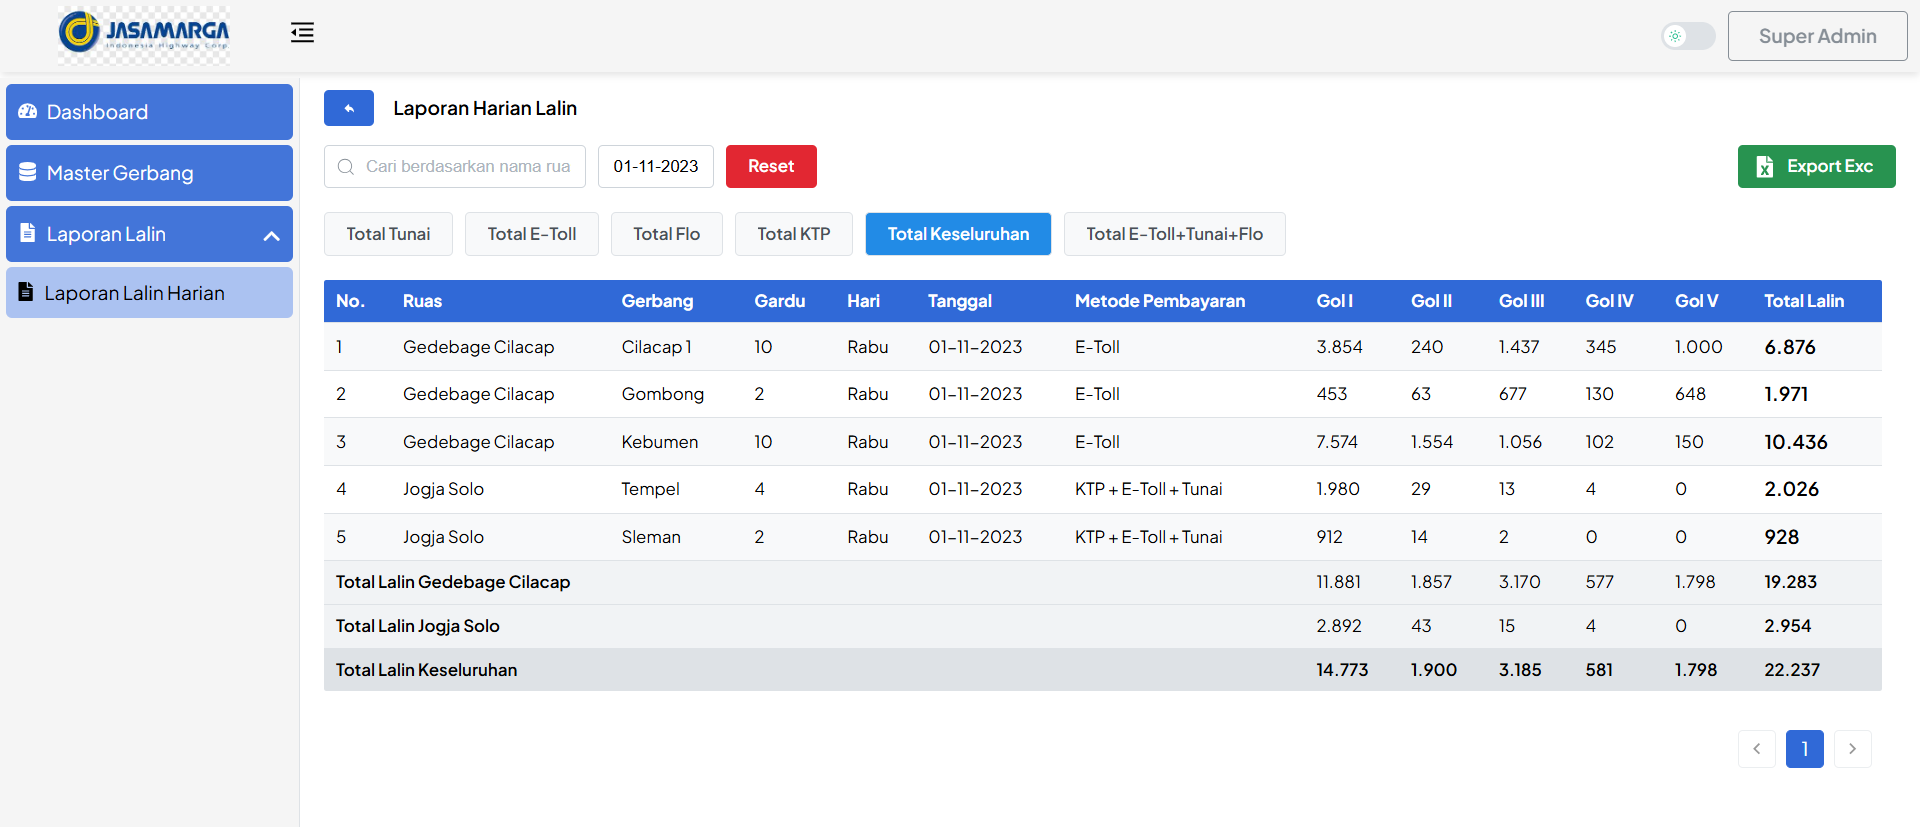 JASAMARGA
Indonesia Highway Corp.
Super Admin
Dashboard
Master Gerbang
Laporan Lalin
Laporan Lalin Harian
Laporan Harian Lalin
Cari berdasarkan nama rua
01-11-2023
Reset
Export Exc
Total Tunai
Total E-Toll
Total Flo
Total KTP
Total Keseluruhan
Total E-Toll+Tunai+Flo
No. Ruas Gerbang Gardu Hari Tanggal Metode Pembayaran Gol I Gol II Gol III Gol IV Gol V Total Lalin
1 Gedebage Cilacap Cilacap 1 10 Rabu 01-11-2023 E-Toll 3.854 240 1.437 345 1.000 6.876
2 Gedebage Cilacap Gombong 2 Rabu 01-11-2023 E-Toll 453 63 677 130 648 1.971
3 Gedebage Cilacap Kebumen 10 Rabu 01-11-2023 E-Toll 7.574 1.554 1.056 102 150 10.436
4 Jogja Solo Tempel 4 Rabu 01-11-2023 KTP + E-Toll + Tunai 1.980 29 13 4 0 2.026
5 Jogja Solo Sleman 2 Rabu 01-11-2023 KTP + E-Toll + Tunai 912 14 2 0 0 928
Total Lalin Gedebage Cilacap 11.881 1.857 3.170 577 1.798 19.283
Total Lalin Jogja Solo 2.892 43 15 4 0 2.954
Total Lalin Keseluruhan 14.773 1.900 3.185 581 1.798 22.237
1